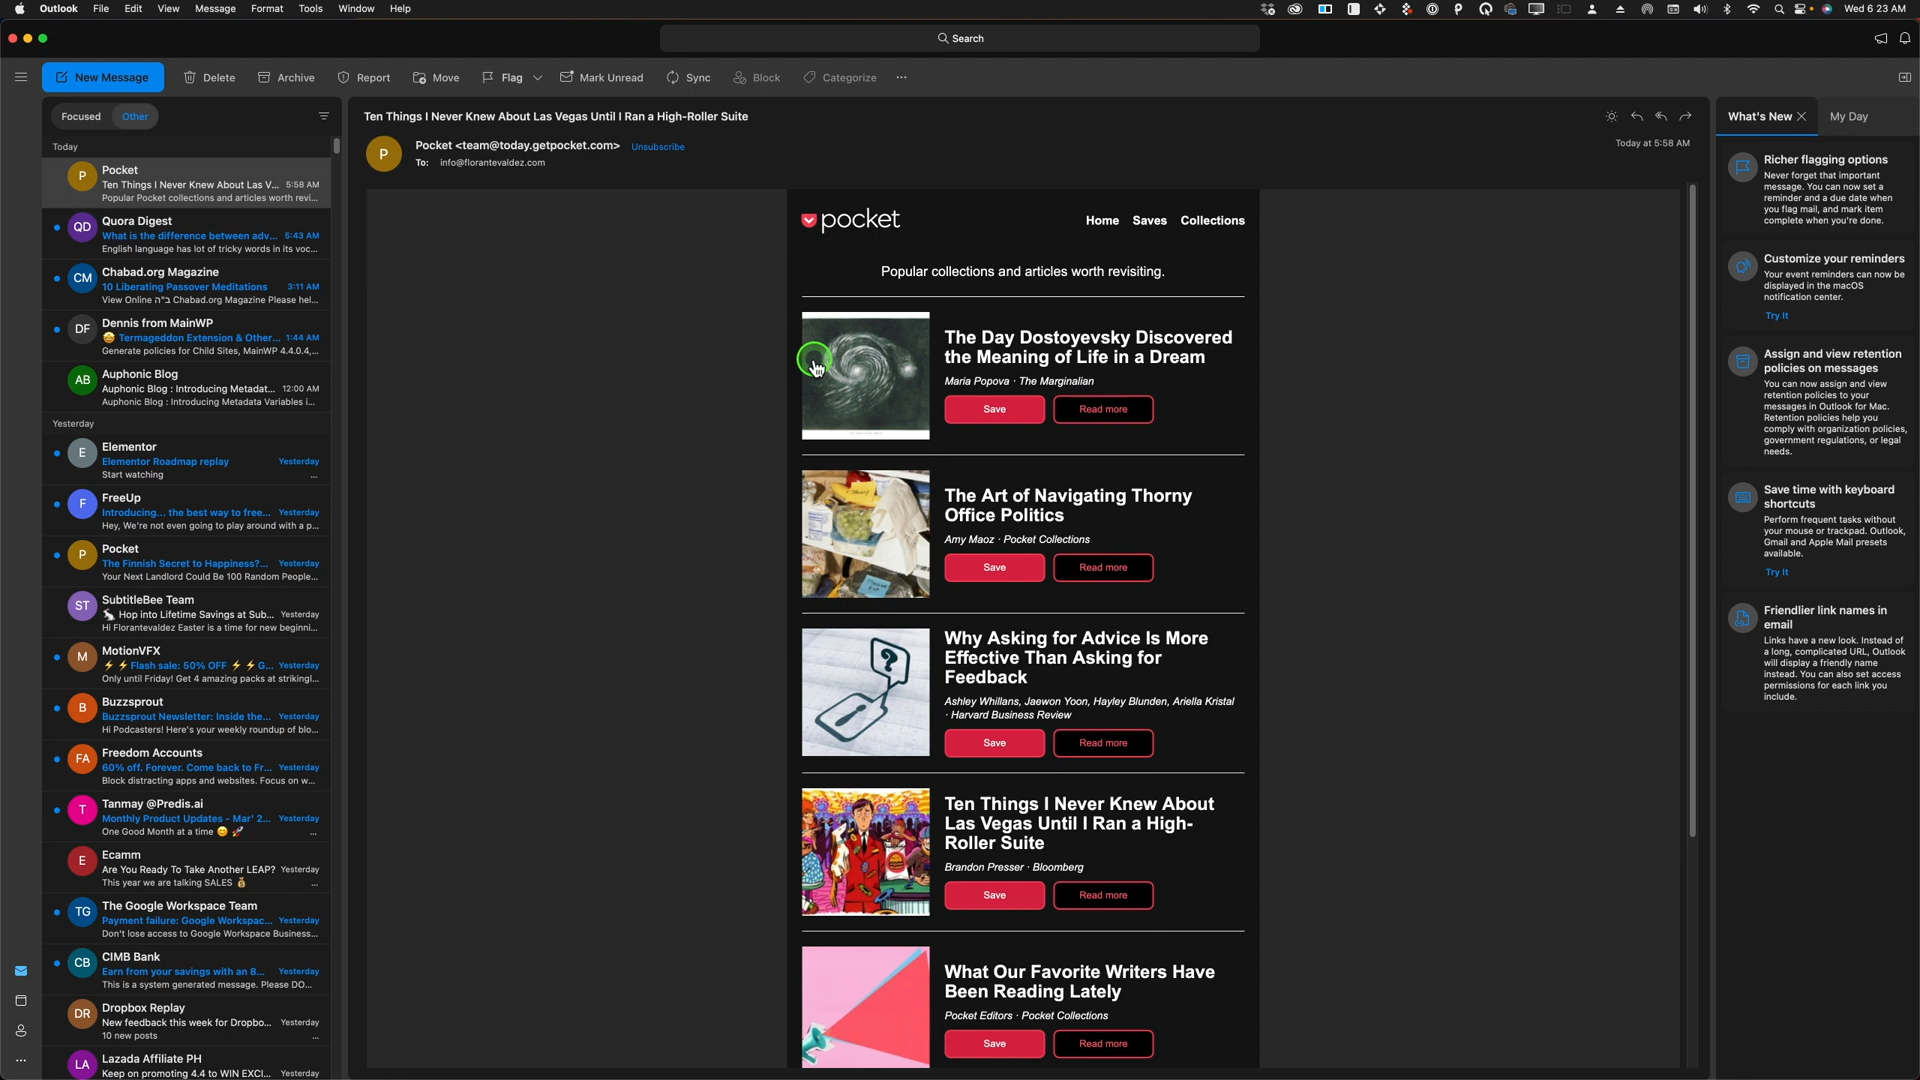 Outlook File Edit View Message Format Tools Window Help
Wed 6 23 AM
Search
New Message Delete Archive Report Move Flag Mark Unread Sync Block Categorize ...
Focused Other
Today
P
Pocket
Ten Things I Never Knew About Las V... 5:58 AM
Popular Pocket collections and articles worth revi...
QD
Quora Digest
What is the difference between adv... 5:43 AM
English language has lot of tricky words in its voc...
CM
Chabad.org Magazine
10 Liberating Passover Meditations 3:11 AM
View Online ב"ה Chabad.org Magazine Please hel...
DF
Dennis from MainWP
🤩 Termageddon Extension & Other... 1:44 AM
Generate policies for Child Sites, MainWP 4.4.0.4,...
AB
Auphonic Blog
Auphonic Blog : Introducing Metadat... 12:00 AM
Auphonic Blog : Introducing Metadata Variables i...
Yesterday
E
Elementor
Elementor Roadmap replay Yesterday
Start watching ...
F
FreeUp
Introducing... the best way to free... Yesterday
Hey, We're not even going to play around with a p...
P
Pocket
The Finnish Secret to Happiness?... Yesterday
Your Next Landlord Could Be 100 Random People...
ST
SubtitleBee Team
🐇 Hop into Lifetime Savings at Sub... Yesterday
Hi Florantevaldez Easter is a time for new beginni...
M
MotionVFX
⚡⚡Flash sale: 50% OFF ⚡⚡G... Yesterday
Only until Friday! Get 4 amazing packs at strikingl...
B
Buzzsprout
Buzzsprout Newsletter: Inside the... Yesterday
Hi Podcasters! Here's your weekly roundup of blo...
FA
Freedom Accounts
60% off. Forever. Come back to Fr... Yesterday
Block distracting apps and websites. Focus on w...
T
Tanmay @Predis.ai
Monthly Product Updates - Mar' 2... Yesterday
One Good Month at a time 😊 🚀 ...
E
Ecamm
Are You Ready To Take Another LEAP? Yesterday
This year we are talking SALES 💰 ...
TG
The Google Workspace Team
Payment failure: Google Workspac... Yesterday
Don't lose access to Google Workspace Business...
CB
CIMB Bank
Earn from your savings with an 8... Yesterday
This is a system generated message. Please DO...
DR
Dropbox Replay
New feedback this week for Dropbo... Yesterday
10 new posts ...
LA
Lazada Affiliate PH
Keep on promoting 4.4 to WIN EXCI... Yesterday
Ten Things I Never Knew About Las Vegas Until I Ran a High-Roller Suite
P
Pocket <team@today.getpocket.com> Unsubscribe
To: info@florantevaldez.com
Today at 5:58 AM
pocket
Home Saves Collections
Popular collections and articles worth revisiting.
The Day Dostoyevsky Discovered
the Meaning of Life in a Dream
Maria Popova · The Marginalian
Save Read more
The Art of Navigating Thorny
Office Politics
Amy Maoz · Pocket Collections
Save Read more
Why Asking for Advice Is More
Effective Than Asking for
Feedback
Ashley Whillans, Jaewon Yoon, Hayley Blunden, Ariella Kristal
· Harvard Business Review
Save Read more
Ten Things I Never Knew About
Las Vegas Until I Ran a High-
Roller Suite
Brandon Presser · Bloomberg
Save Read more
What Our Favorite Writers Have
Been Reading Lately
Pocket Editors · Pocket Collections
Save Read more
What's New My Day
Richer flagging options
Never forget that important
message. You can now set a
reminder and a due date when
you flag mail, and mark item
complete when you're done.
Customize your reminders
Your event reminders can now be
displayed in the macOS
notification center.
Try It
Assign and view retention
policies on messages
You can now assign and view
retention policies to your
messages in Outlook for Mac.
Retention policies help you
comply with organization policies,
government regulations, or legal
needs.
Save time with keyboard
shortcuts
Perform frequent tasks without
your mouse or trackpad. Outlook,
Gmail and Apple Mail presets
available.
Try It
Friendlier link names in
email
Links have a new look. Instead of
a long, complicated URL, Outlook
will display a friendly name
instead. You can also set access
permissions for each link you
include.